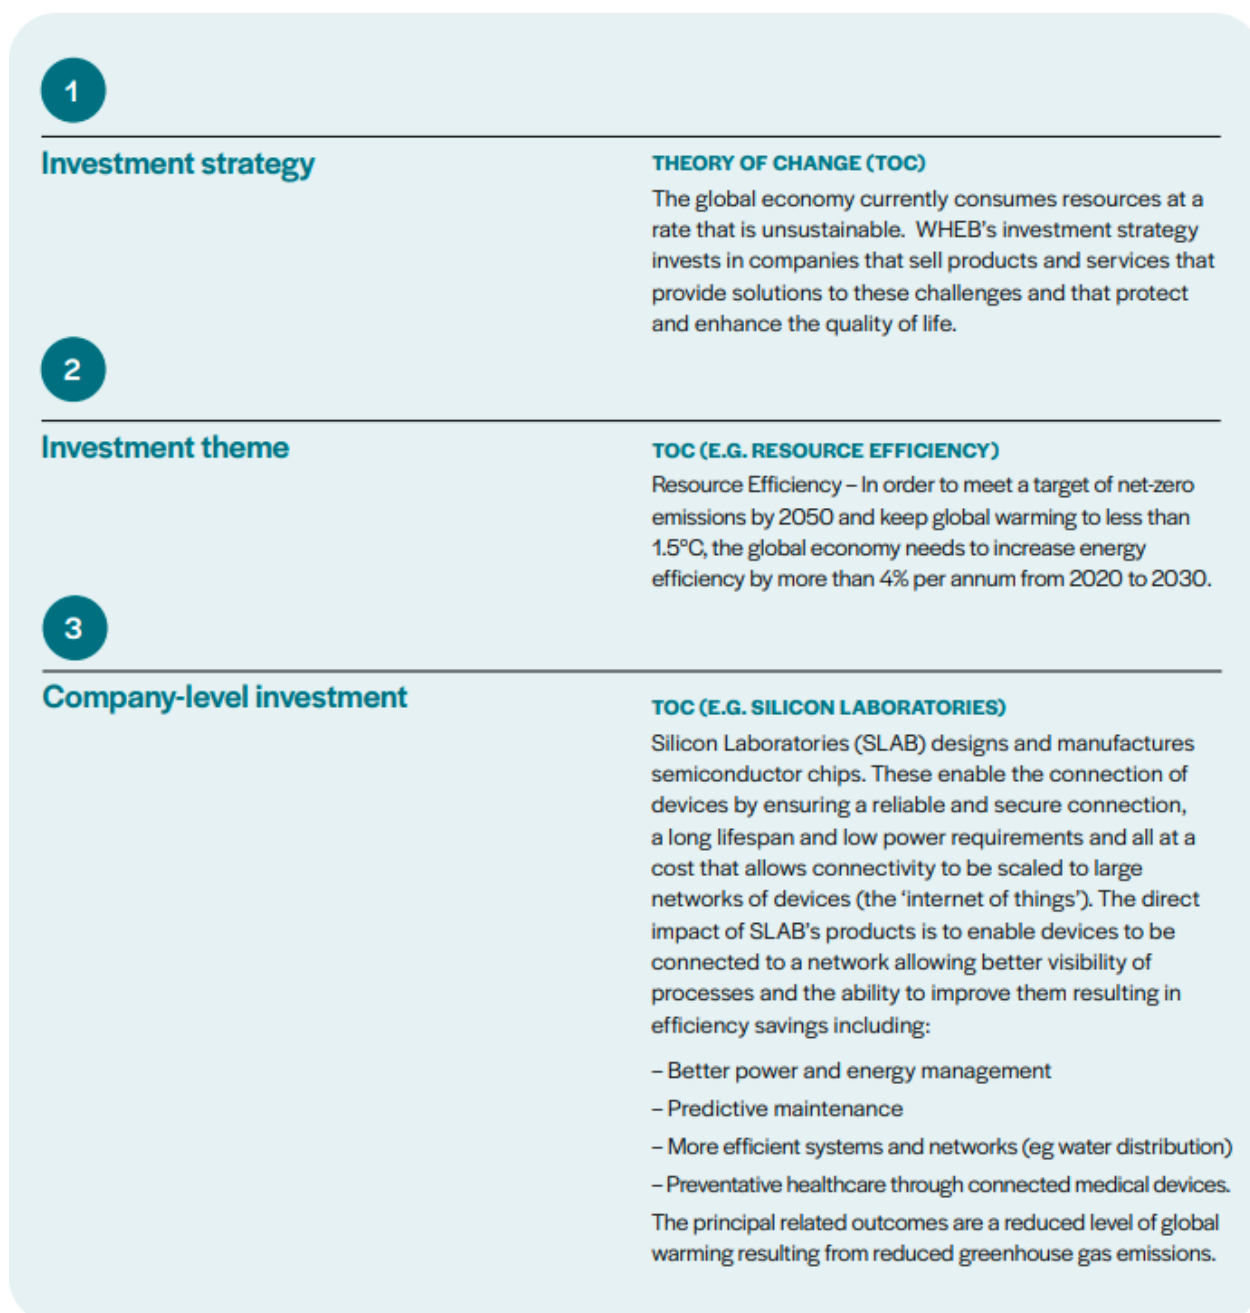 1
Investment strategy
THEORY OF CHANGE (TOC)
The global economy currently consumes resources at a
rate that is unsustainable.  WHEB's investment strategy
invests in companies that sell products and services that
provide solutions to these challenges and that protect
and enhance the quality of life.
2
Investment theme
TOC (E.G. RESOURCE EFFICIENCY)
Resource Efficiency – In order to meet a target of net-zero
emissions by 2050 and keep global warming to less than
1.5°C, the global economy needs to increase energy
efficiency by more than 4% per annum from 2020 to 2030.
3
Company-level investment
TOC (E.G. SILICON LABORATORIES)
Silicon Laboratories (SLAB) designs and manufactures
semiconductor chips. These enable the connection of
devices by ensuring a reliable and secure connection,
a long lifespan and low power requirements and all at a
cost that allows connectivity to be scaled to large
networks of devices (the ‘internet of things’). The direct
impact of SLAB's products is to enable devices to be
connected to a network allowing better visibility of
processes and the ability to improve them resulting in
efficiency savings including:
– Better power and energy management
– Predictive maintenance
– More efficient systems and networks (eg water distribution)
– Preventative healthcare through connected medical devices.
The principal related outcomes are a reduced level of global
warming resulting from reduced greenhouse gas emissions.